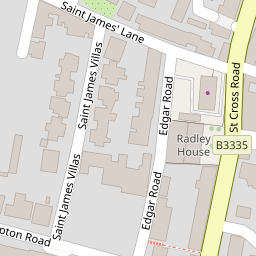 Saint James' Lane
Saint James Villas
Edgar Road
St Cross Road
Radley
House
B3335
Saint James Villas
Edgar Road
pton Road